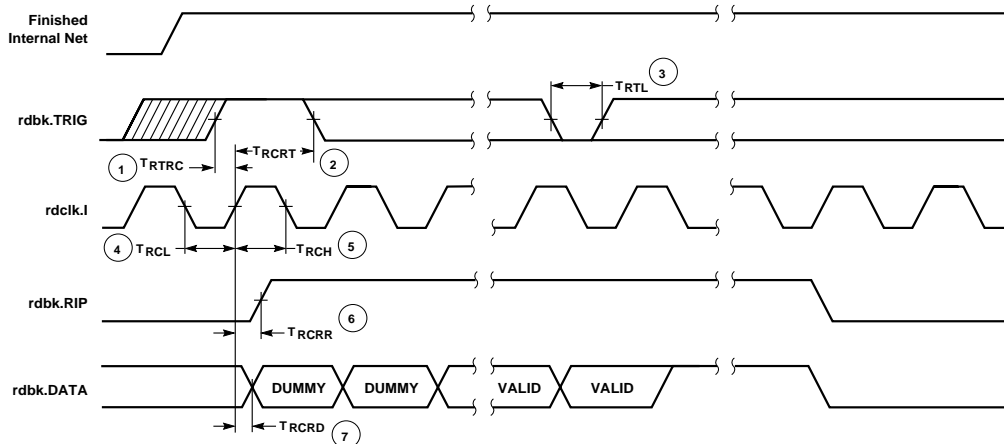 Finished
Internal Net
rdbk.TRIG
TRTL 3
1 TRTRC TRCRT 2
rdclk.I
4 TRCL TRCH 5
rdbk.RIP
TRCRR 6
rdbk.DATA DUMMY DUMMY VALID VALID
TRCRD 7